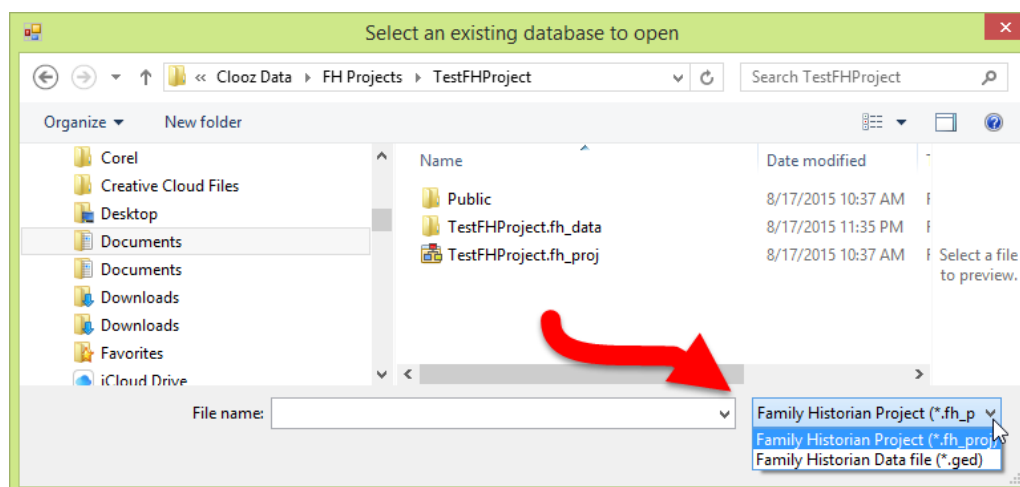 Select an existing database to open
« Clooz Data FH Projects TestFHProject
Search TestFHProject
Organize New folder
Corel
Creative Cloud Files
Desktop
Documents
Documents
Downloads
Downloads
Favorites
iCloud Drive
Name Date modified
Public 8/17/2015 10:37 AM
TestFHProject.fh_data 8/17/2015 11:35 PM
TestFHProject.fh_proj 8/17/2015 10:37 AM
Select a file
to preview.
File name:
Family Historian Project (*.fh_p
Family Historian Project (*.fh_proj)
Family Historian Data file (*.ged)